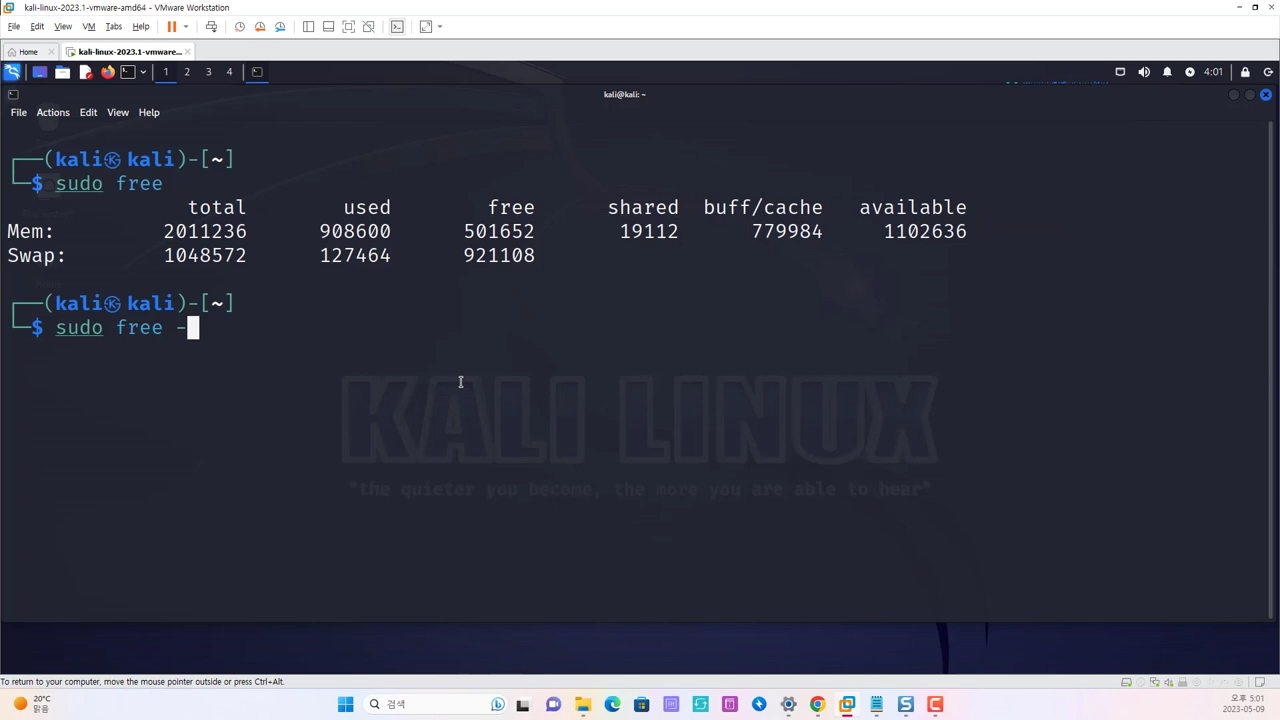 kali-linux-2023.1-vmware-amd64 - VMware Workstation
File Edit View VM Tabs Help
Home kali-linux-2023.1-vmware...
1 2 3 4 4:01
kali@kali: ~
File Actions Edit View Help
┌──(kali㉿kali)-[~]
└─$ sudo free
total used free shared buff/cache available
Mem: 2011236 908600 501652 19112 779984 1102636
Swap: 1048572 127464 921108
┌──(kali㉿kali)-[~]
└─$ sudo free -
KALI LINUX
"the quieter you become, the more you are able to hear"
To return to your computer, move the mouse pointer outside or press Ctrl+Alt.
20°C
맑음
검색
오후 5:01
2023-05-09